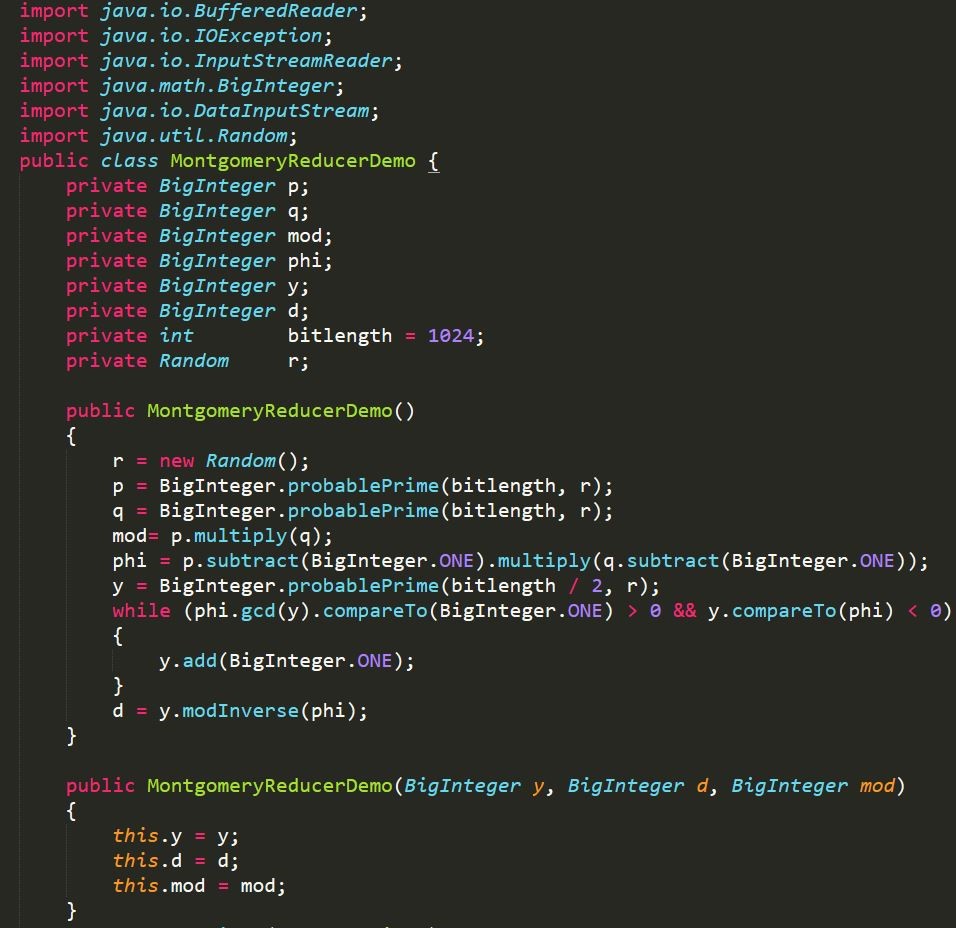 import java.io.BufferedReader;
import java.io.IOException;
import java.io.InputStreamReader;
import java.math.BigInteger;
import java.io.DataInputStream;
import java.util.Random;
public class MontgomeryReducerDemo {
    private BigInteger p;
    private BigInteger q;
    private BigInteger mod;
    private BigInteger phi;
    private BigInteger y;
    private BigInteger d;
    private int        bitlength = 1024;
    private Random     r;

    public MontgomeryReducerDemo()
    {
        r = new Random();
        p = BigInteger.probablePrime(bitlength, r);
        q = BigInteger.probablePrime(bitlength, r);
        mod= p.multiply(q);
        phi = p.subtract(BigInteger.ONE).multiply(q.subtract(BigInteger.ONE));
        y = BigInteger.probablePrime(bitlength / 2, r);
        while (phi.gcd(y).compareTo(BigInteger.ONE) > 0 && y.compareTo(phi) < 0)
        {
            y.add(BigInteger.ONE);
        }
        d = y.modInverse(phi);
    }

    public MontgomeryReducerDemo(BigInteger y, BigInteger d, BigInteger mod)
    {
        this.y = y;
        this.d = d;
        this.mod = mod;
    }